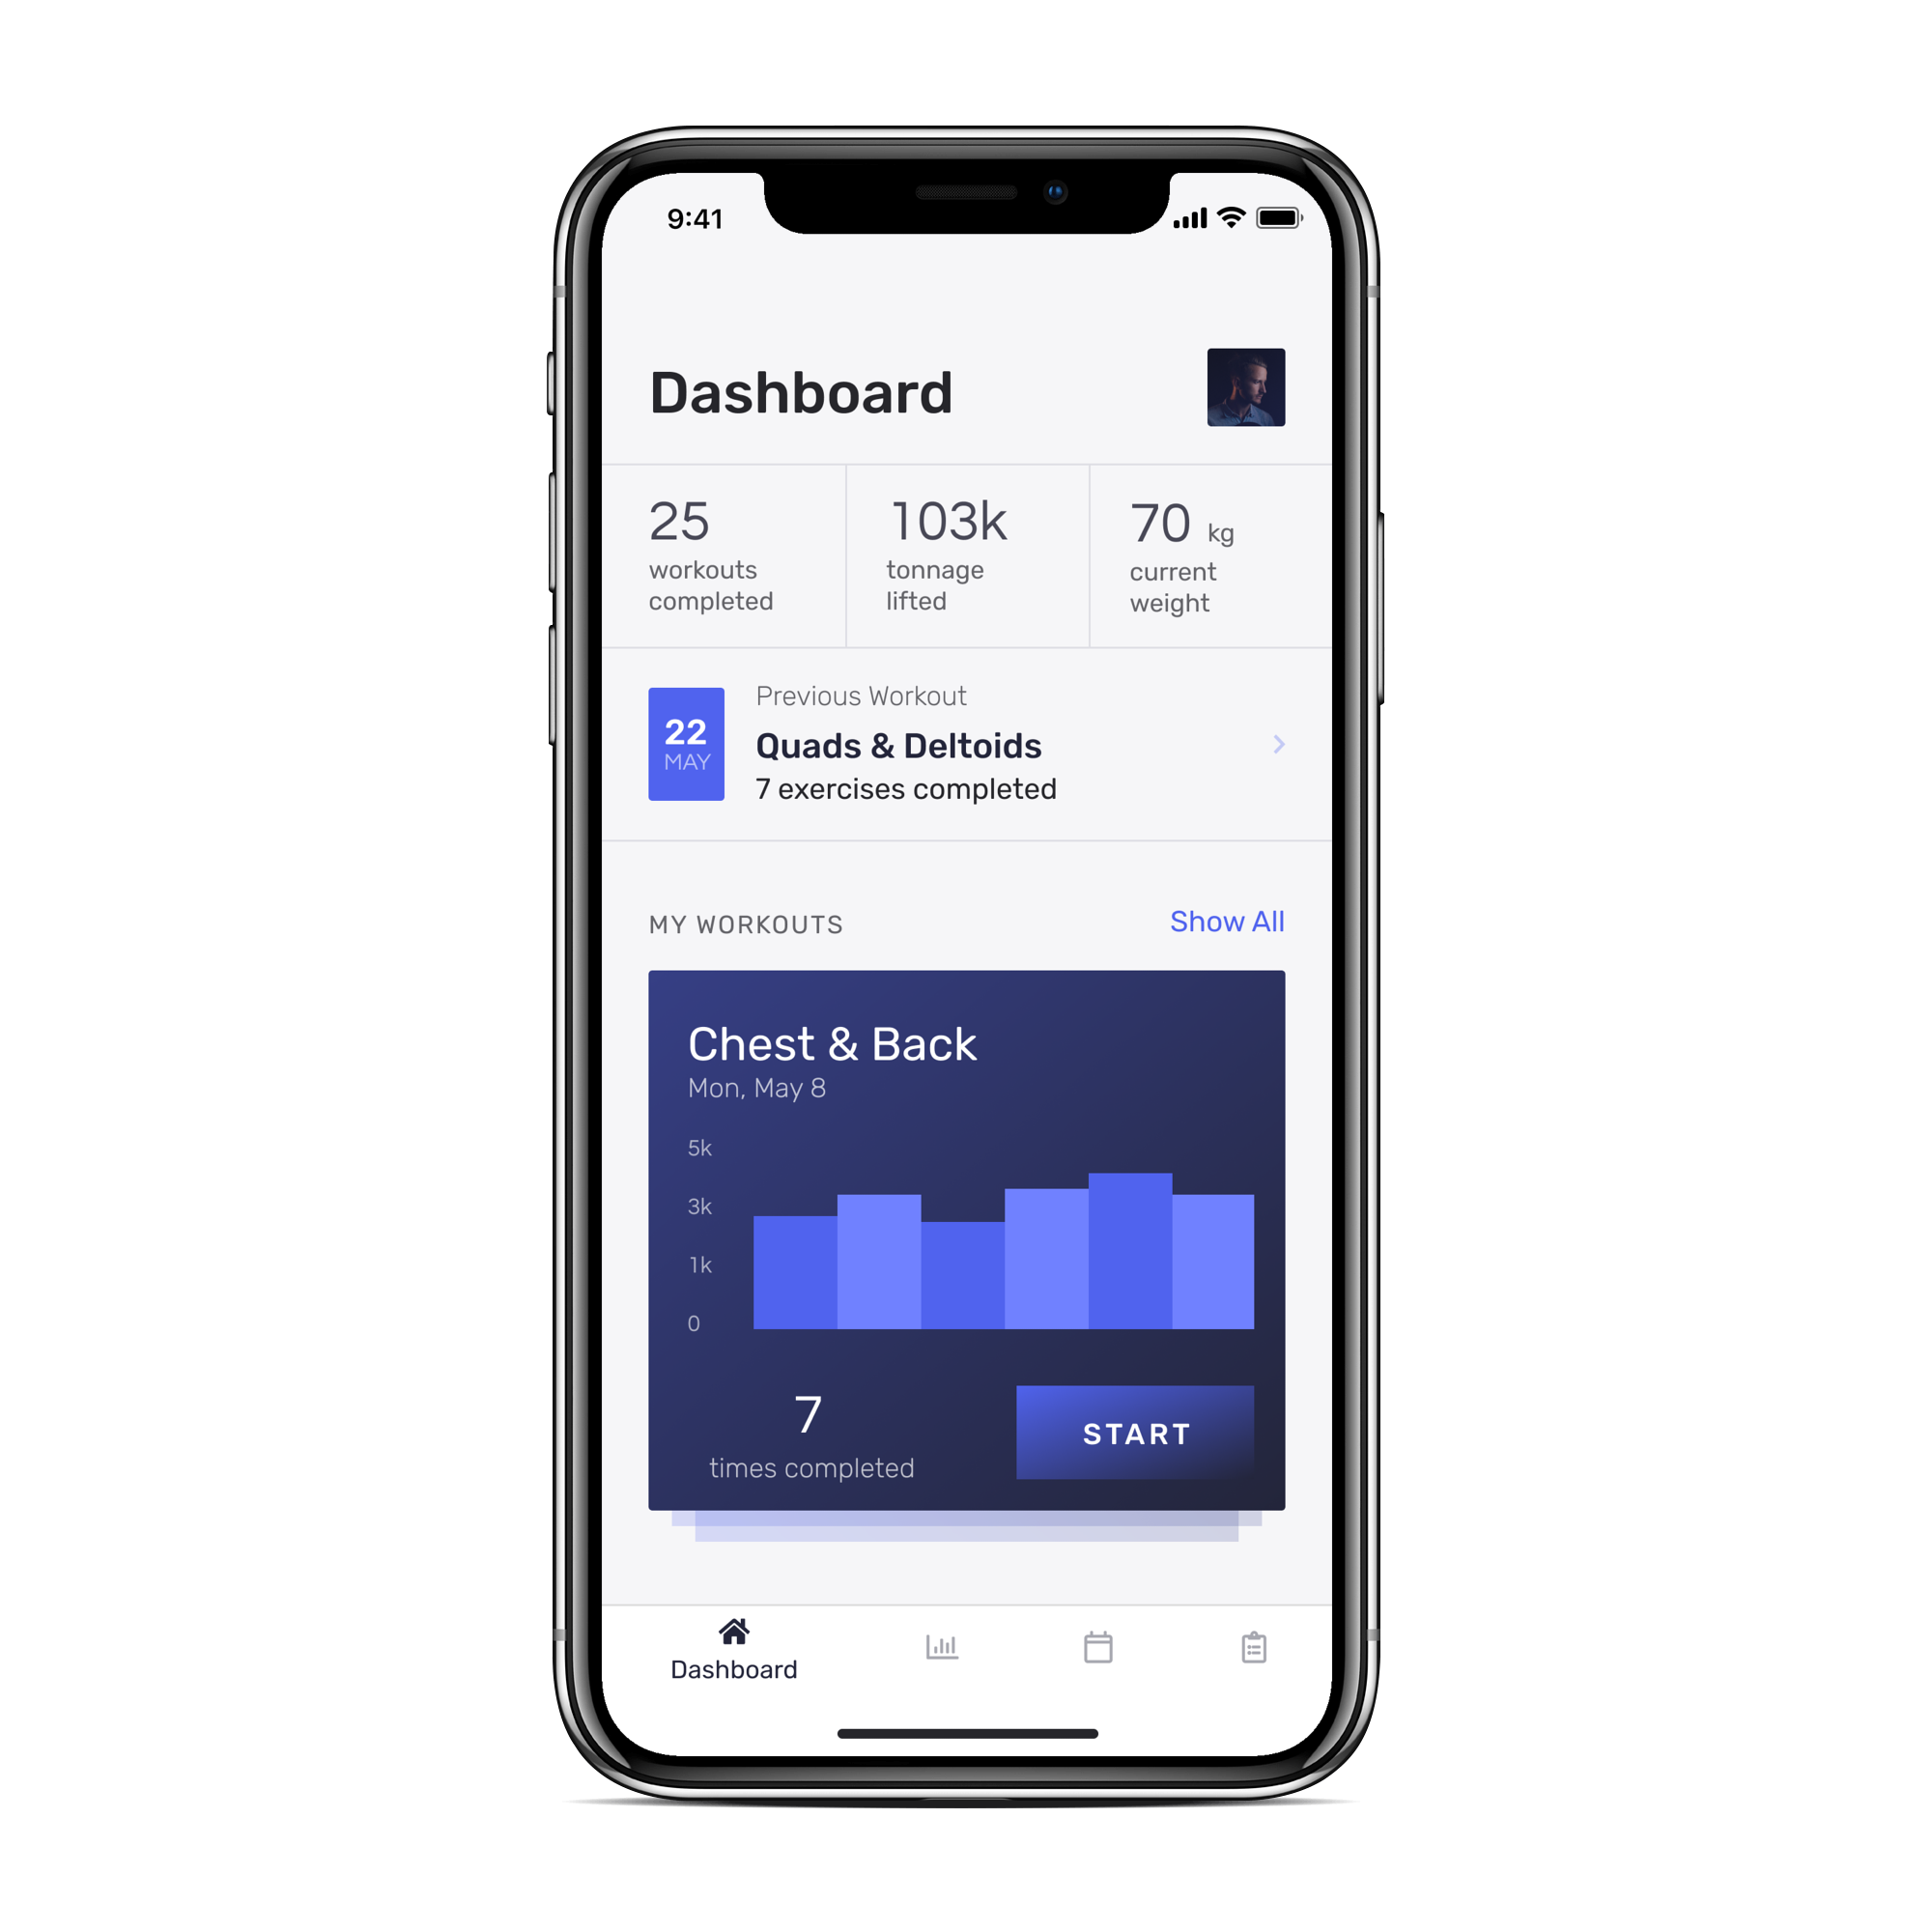 9:41
Dashboard
25
workouts
completed
103k
tonnage
lifted
70 kg
current
weight
22
MAY
Previous Workout
Quads & Deltoids
7 exercises completed
MY WORKOUTS
Show All
Chest & Back
Mon, May 8
5k
3k
1k
0
7
times completed
START
Dashboard